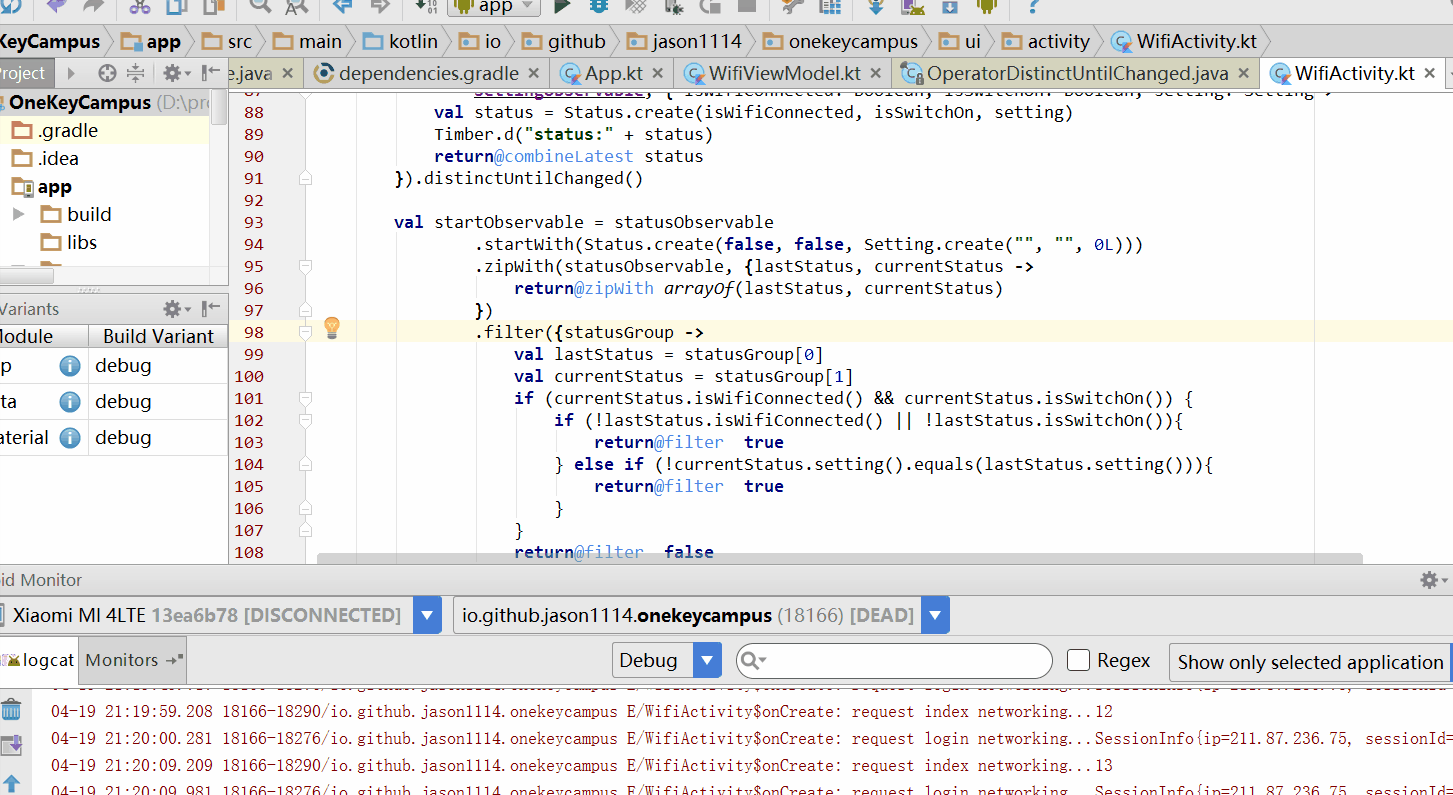 app
KeyCampus app src main kotlin io github jason1114 onekeycampus ui activity WifiActivity.kt
Project e.java dependencies.gradle App.kt WifiViewModel.kt OperatorDistinctUntilChanged.java WifiActivity.kt
OneKeyCampus (D:\pro
.gradle
.idea
app
build
libs
87 SettingObservable, { isWifiConnected: Boolean, isSwitchOn: Boolean, setting: Setting ->
88 val status = Status.create(isWifiConnected, isSwitchOn, setting)
89 Timber.d("status:" + status)
90 return@combineLatest status
91 }).distinctUntilChanged()
92
93 val startObservable = statusObservable
94 .startWith(Status.create(false, false, Setting.create("", "", 0L)))
95 .zipWith(statusObservable, {lastStatus, currentStatus ->
96 return@zipWith arrayOf(lastStatus, currentStatus)
97 })
98 .filter({statusGroup ->
99 val lastStatus = statusGroup[0]
100 val currentStatus = statusGroup[1]
101 if (currentStatus.isWifiConnected() && currentStatus.isSwitchOn()) {
102 if (!lastStatus.isWifiConnected() || !lastStatus.isSwitchOn()){
103 return@filter true
104 } else if (!currentStatus.setting().equals(lastStatus.setting())){
105 return@filter true
106 }
107 }
108 return@filter false
Variants
Module Build Variant
p debug
ta debug
aterial debug
oid Monitor
Xiaomi MI 4LTE 13ea6b78 [DISCONNECTED] io.github.jason1114.onekeycampus (18166) [DEAD]
logcat Monitors Debug Regex Show only selected application
04-19 21:19:59.208 18166-18290/io.github.jason1114.onekeycampus E/WifiActivity$onCreate: request index networking...12
04-19 21:20:00.281 18166-18276/io.github.jason1114.onekeycampus E/WifiActivity$onCreate: request login networking...SessionInfo{ip=211.87.236.75, sessionId=
04-19 21:20:09.209 18166-18290/io.github.jason1114.onekeycampus E/WifiActivity$onCreate: request index networking...13
04-19 21:20:09.981 18166-18276/io.github.jason1114.onekeycampus E/WifiActivity$onCreate: request login networking...SessionInfo{ip=211.87.236.75, sessionId=